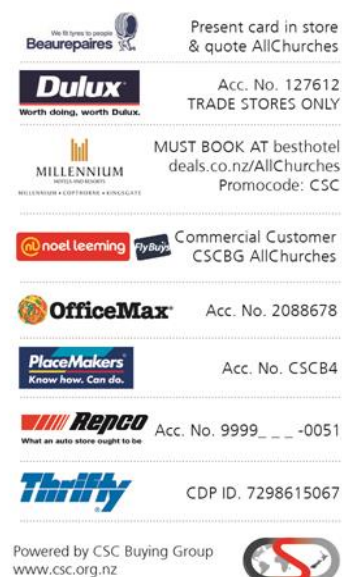 We fit tyres to people
Beaurepaires
Present card in store
& quote AllChurches
Dulux
Worth doing, worth Dulux.
Acc. No. 127612
TRADE STORES ONLY
MILLENNIUM
HOTELS AND RESORTS
MILLENNIUM • COPTHORNE • KINGSGATE
MUST BOOK AT besthotel
deals.co.nz/AllChurches
Promocode: CSC
nl noel leeming
FlyBuys
Commercial Customer
CSCBG AllChurches
OfficeMax
Acc. No. 2088678
PlaceMakers
Know how. Can do.
Acc. No. CSCB4
Repco
What an auto store ought to be
Acc. No. 9999_ _ _ -0051
Thrifty
CDP ID. 7298615067
Powered by CSC Buying Group
www.csc.org.nz